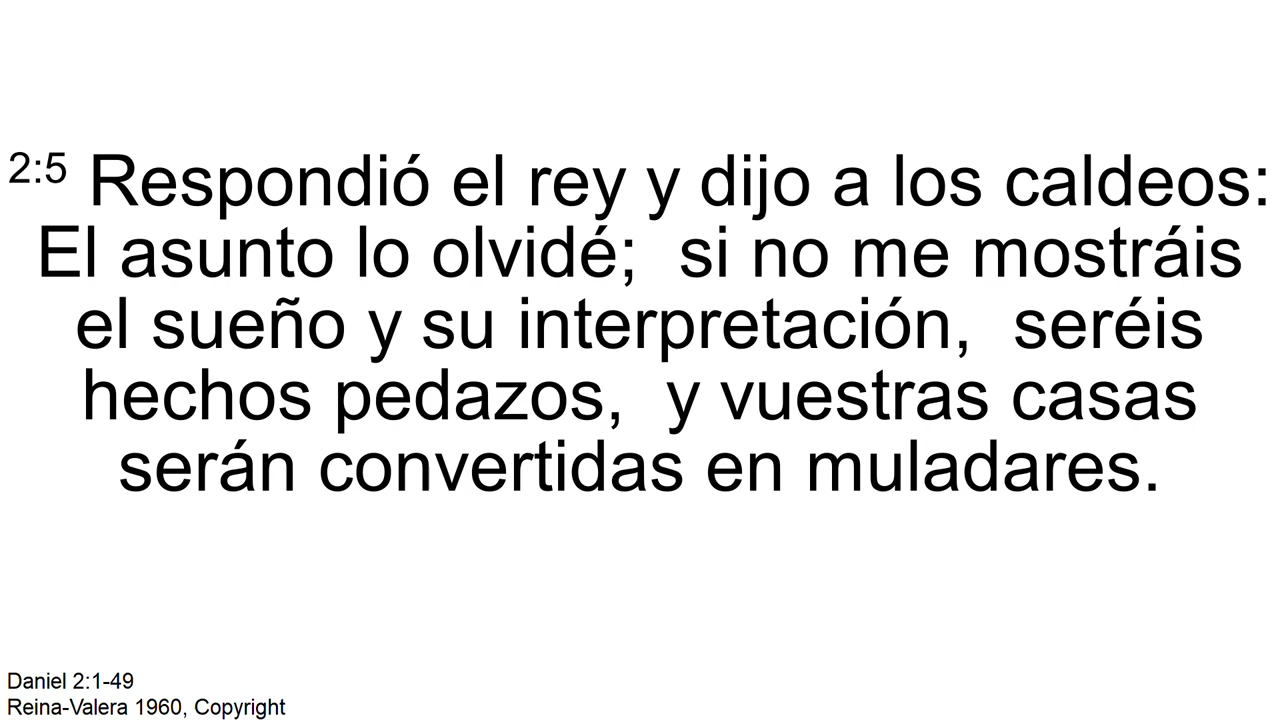 2:5 Respondió el rey y dijo a los caldeos:
El asunto lo olvidé;  si no me mostráis
el sueño y su interpretación,  seréis
hechos pedazos,  y vuestras casas
serán convertidas en muladares.
Daniel 2:1-49
Reina-Valera 1960, Copyright